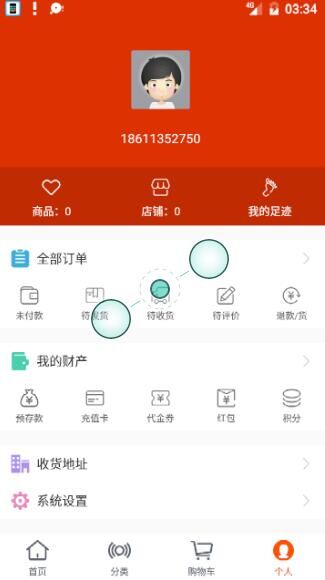 4G 03:34
18611352750
商品：0 店铺：0 我的足迹
全部订单
未付款 待发货 待收货 待评价 退款/货
我的财产
预存款 充值卡 代金券 红包 积分
收货地址
系统设置
首页 分类 购物车 个人